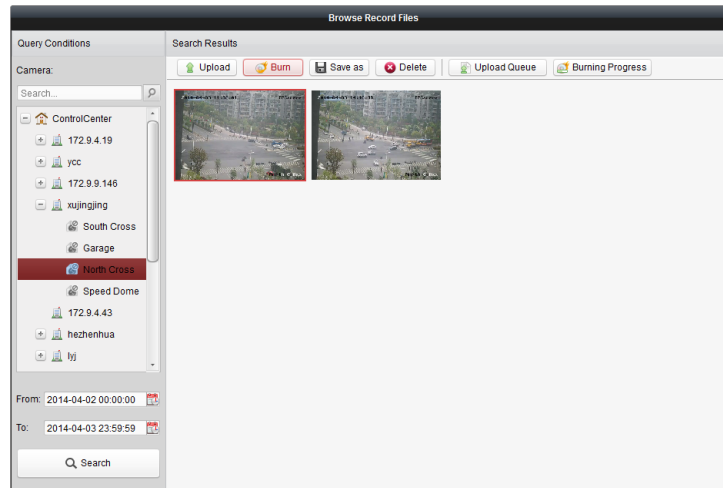 Browse Record Files
Query Conditions
Search Results
Camera:
Upload
Burn
Save as
Delete
Upload Queue
Burning Progress
Search...
ControlCenter
172.9.4.19
ycc
172.9.9.146
xujingjing
South Cross
Garage
North Cross
Speed Dome
172.9.4.43
hezhenhua
lyj
From: 2014-04-02 00:00:00
To: 2014-04-03 23:59:59
Search